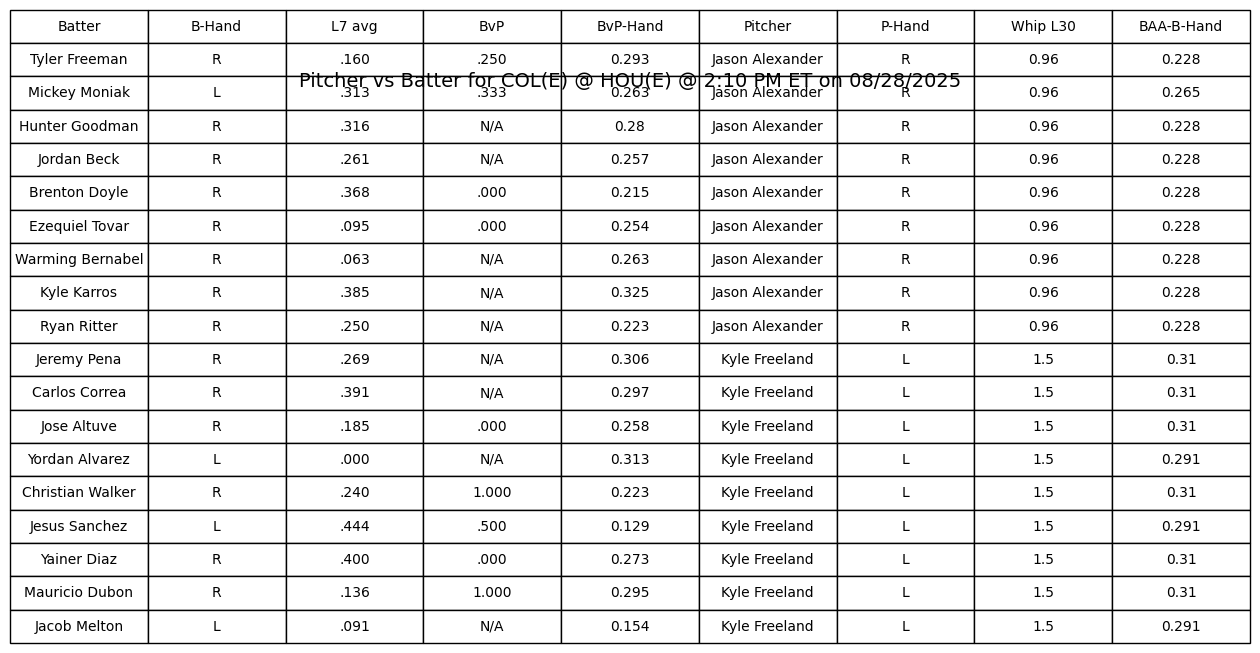 Batter B-Hand L7 avg BvP BvP-Hand Pitcher P-Hand Whip L30 BAA-B-Hand
Tyler Freeman R .160 .250 0.293 Jason Alexander R 0.96 0.228
Pitcher vs Batter for COL(E) @ HOU(E) @ 2:10 PM ET on 08/28/2025
Mickey Moniak L .313 .333 0.263 Jason Alexander R 0.96 0.265
Hunter Goodman R .316 N/A 0.28 Jason Alexander R 0.96 0.228
Jordan Beck R .261 N/A 0.257 Jason Alexander R 0.96 0.228
Brenton Doyle R .368 .000 0.215 Jason Alexander R 0.96 0.228
Ezequiel Tovar R .095 .000 0.254 Jason Alexander R 0.96 0.228
Warming Bernabel R .063 N/A 0.263 Jason Alexander R 0.96 0.228
Kyle Karros R .385 N/A 0.325 Jason Alexander R 0.96 0.228
Ryan Ritter R .250 N/A 0.223 Jason Alexander R 0.96 0.228
Jeremy Pena R .269 N/A 0.306 Kyle Freeland L 1.5 0.31
Carlos Correa R .391 N/A 0.297 Kyle Freeland L 1.5 0.31
Jose Altuve R .185 .000 0.258 Kyle Freeland L 1.5 0.31
Yordan Alvarez L .000 N/A 0.313 Kyle Freeland L 1.5 0.291
Christian Walker R .240 1.000 0.223 Kyle Freeland L 1.5 0.31
Jesus Sanchez L .444 .500 0.129 Kyle Freeland L 1.5 0.291
Yainer Diaz R .400 .000 0.273 Kyle Freeland L 1.5 0.31
Mauricio Dubon R .136 1.000 0.295 Kyle Freeland L 1.5 0.31
Jacob Melton L .091 N/A 0.154 Kyle Freeland L 1.5 0.291